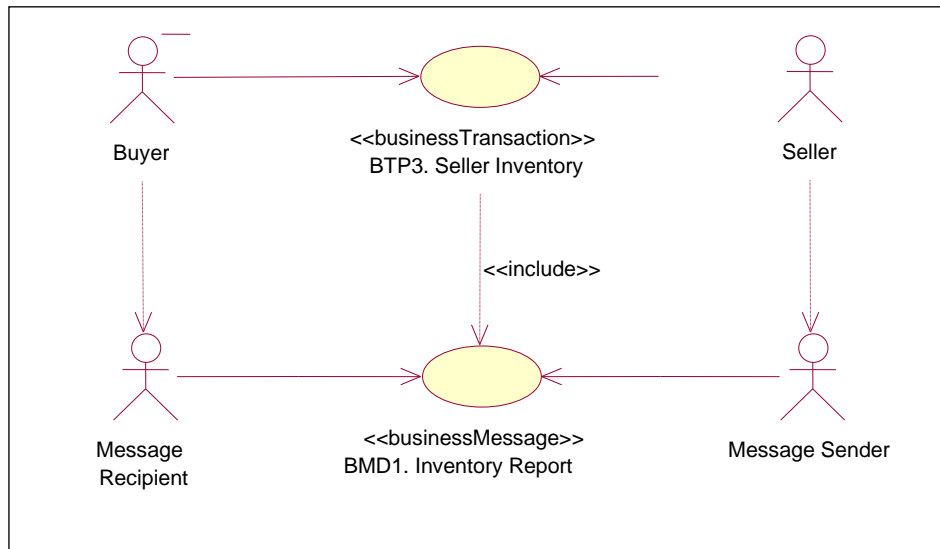 <<businessTransaction>>
BTP3. Seller Inventory
Buyer
Seller
<<include>>
Message
Recipient
<<businessMessage>>
BMD1. Inventory Report
Message Sender